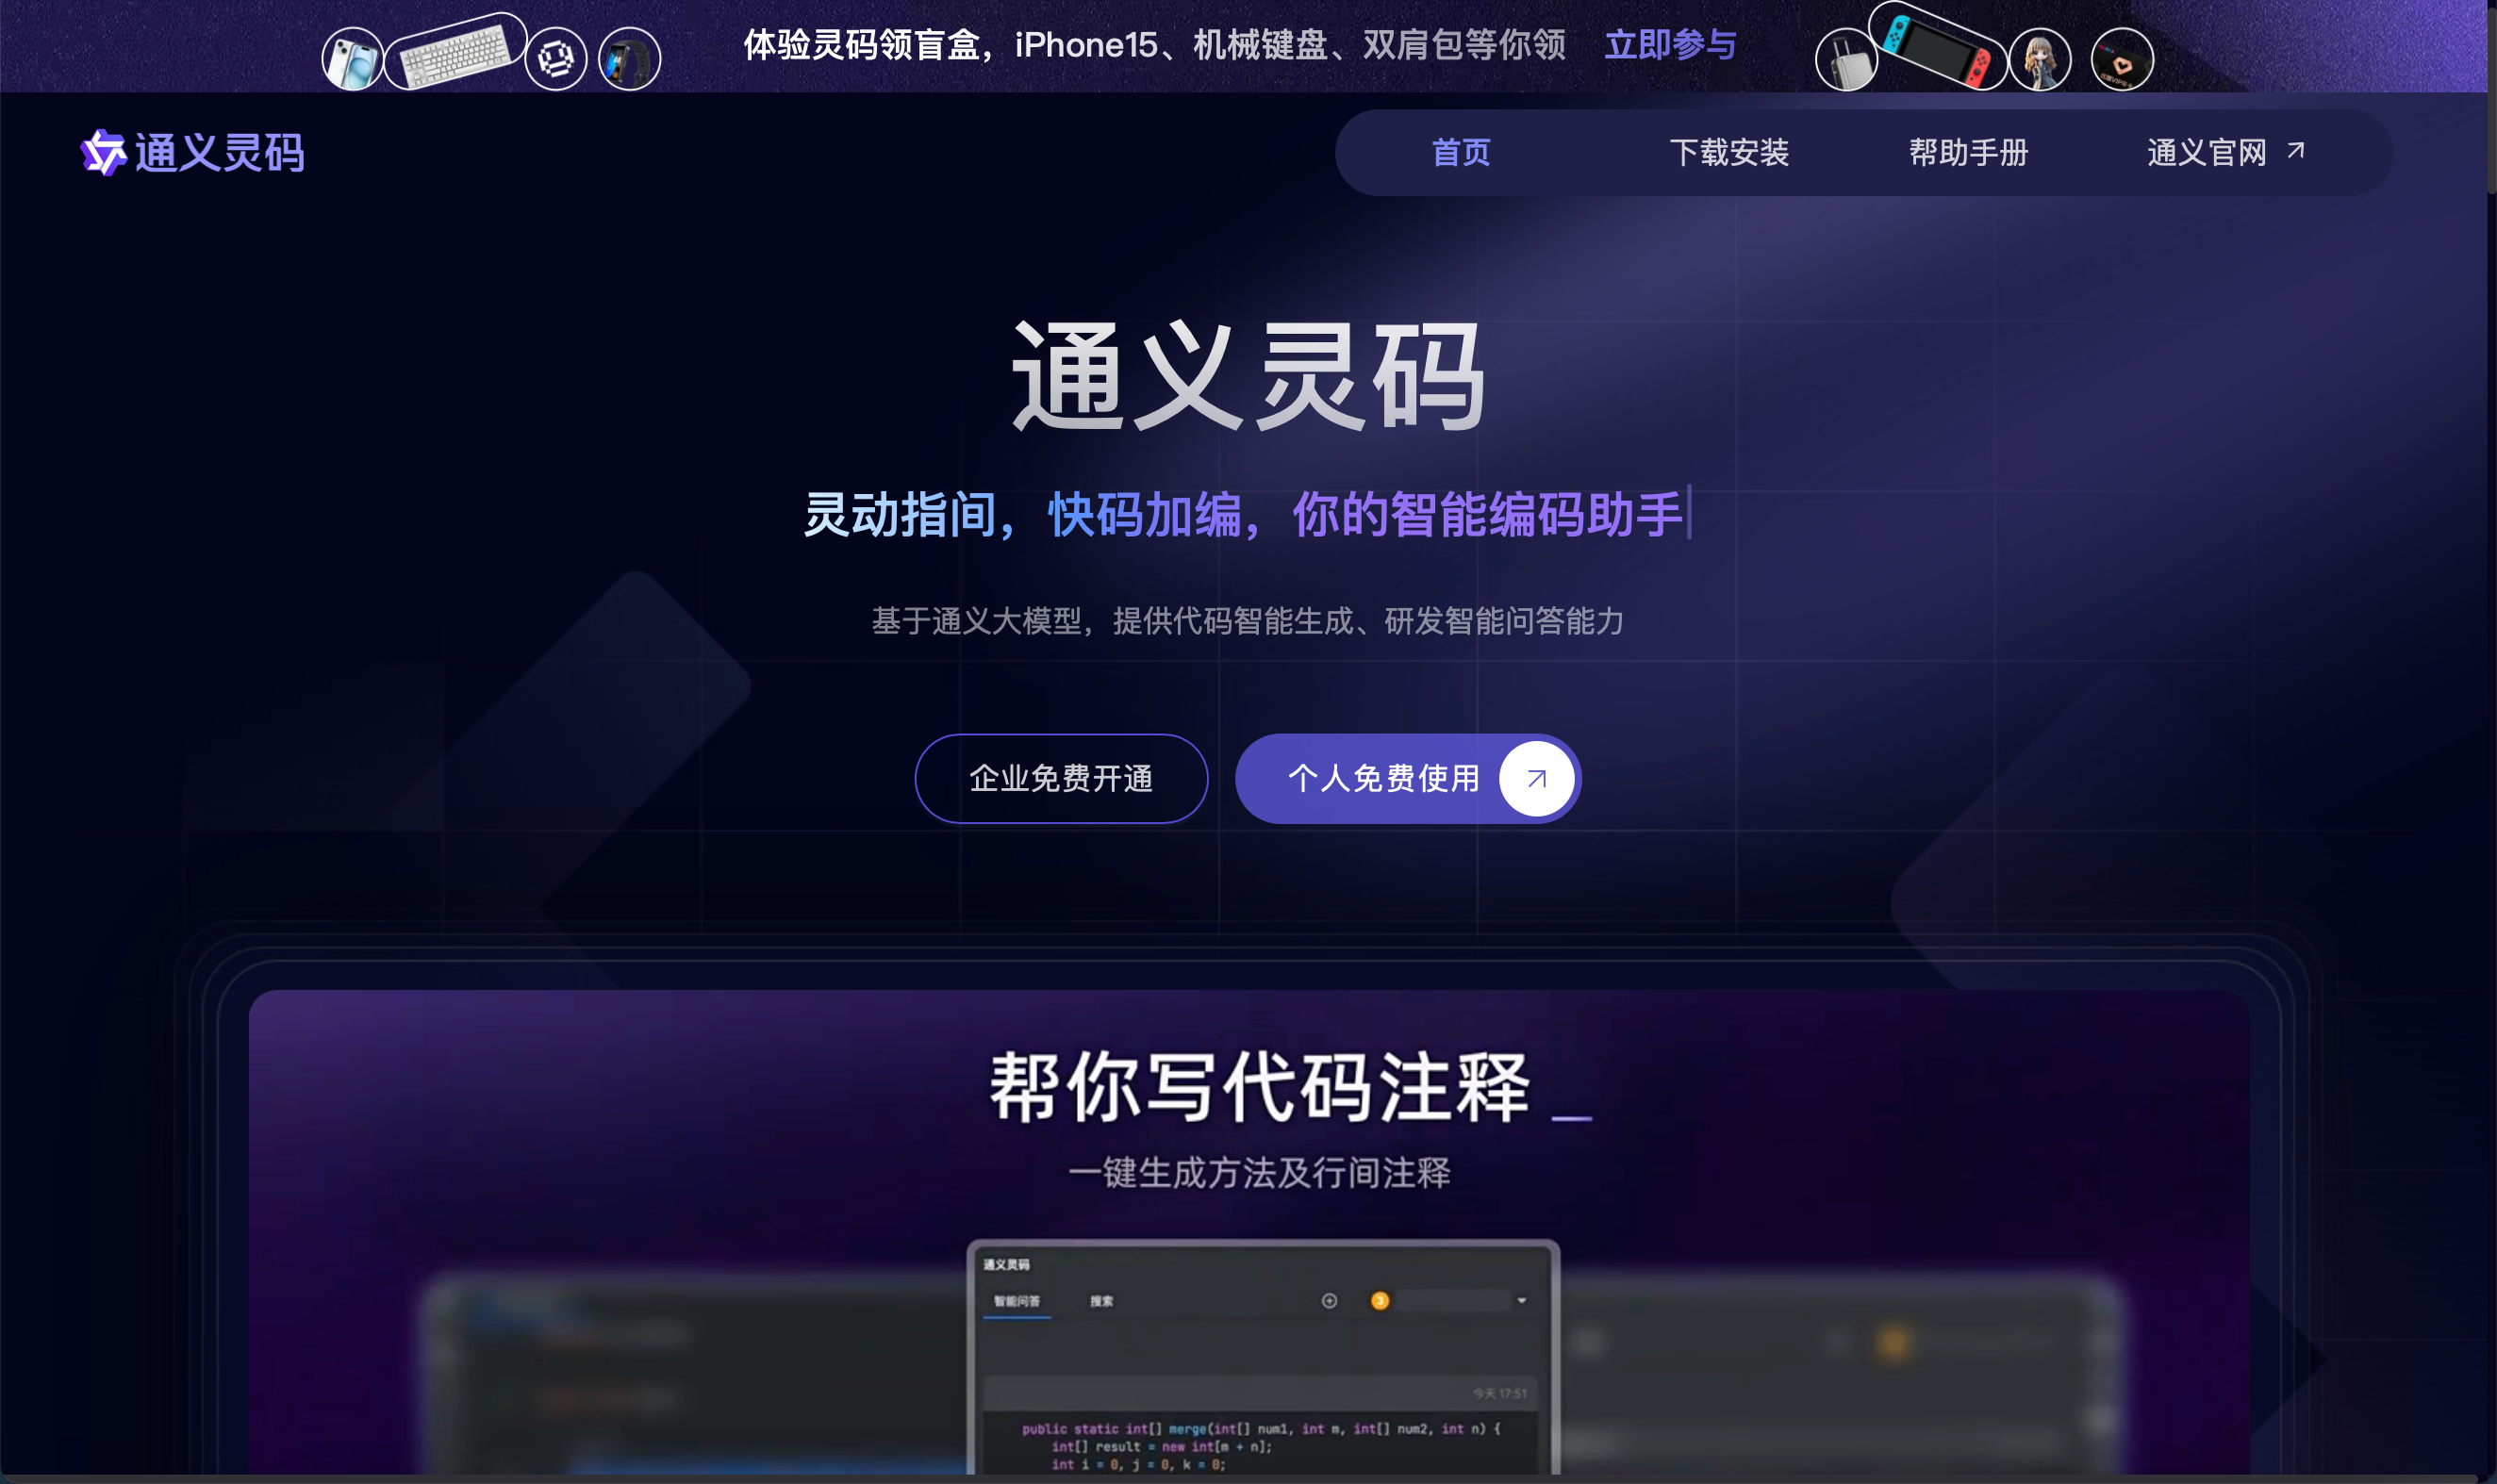 体验灵码领盲盒，iPhone15、机械键盘、双肩包等你领 立即参与
通义灵码
首页 下载安装 帮助手册 通义官网
通义灵码
灵动指间，快码加编，你的智能编码助手
基于通义大模型，提供代码智能生成、研发智能问答能力
企业免费开通 个人免费使用
帮你写代码注释 _
一键生成方法及行间注释
通义灵码
智能问答 搜索 3
今天 17:51
public static int[] merge(int[] num1, int m, int[] num2, int n) {
int[] result = new int[m + n];
int i = 0, j = 0, k = 0;